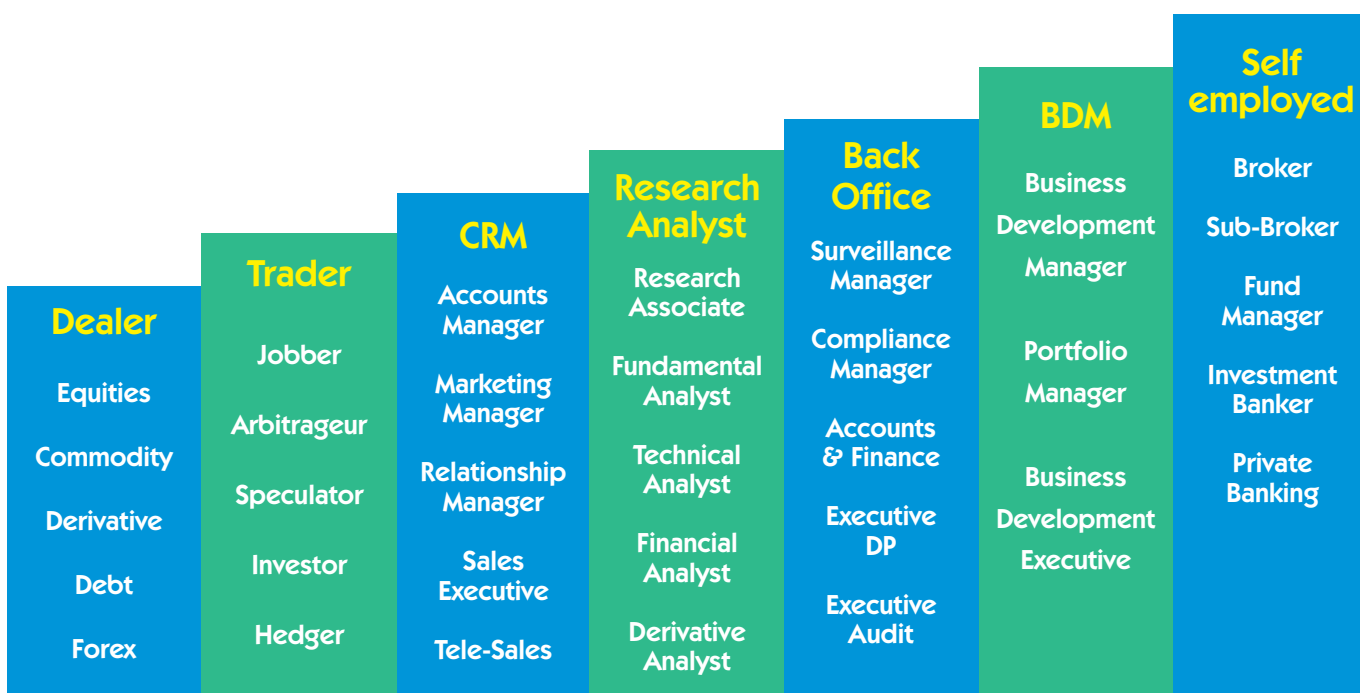 Dealer
Equities
Commodity
Derivative
Debt
Forex
Trader
Jobber
Arbitrageur
Speculator
Investor
Hedger
CRM
Accounts
Manager
Marketing
Manager
Relationship
Manager
Sales
Executive
Tele-Sales
Research
Analyst
Research
Associate
Fundamental
Analyst
Technical
Analyst
Financial
Analyst
Derivative
Analyst
Back
Office
Surveillance
Manager
Compliance
Manager
Accounts
& Finance
Executive
DP
Executive
Audit
BDM
Business
Development
Manager
Portfolio
Manager
Business
Development
Executive
Self
employed
Broker
Sub-Broker
Fund
Manager
Investment
Banker
Private
Banking